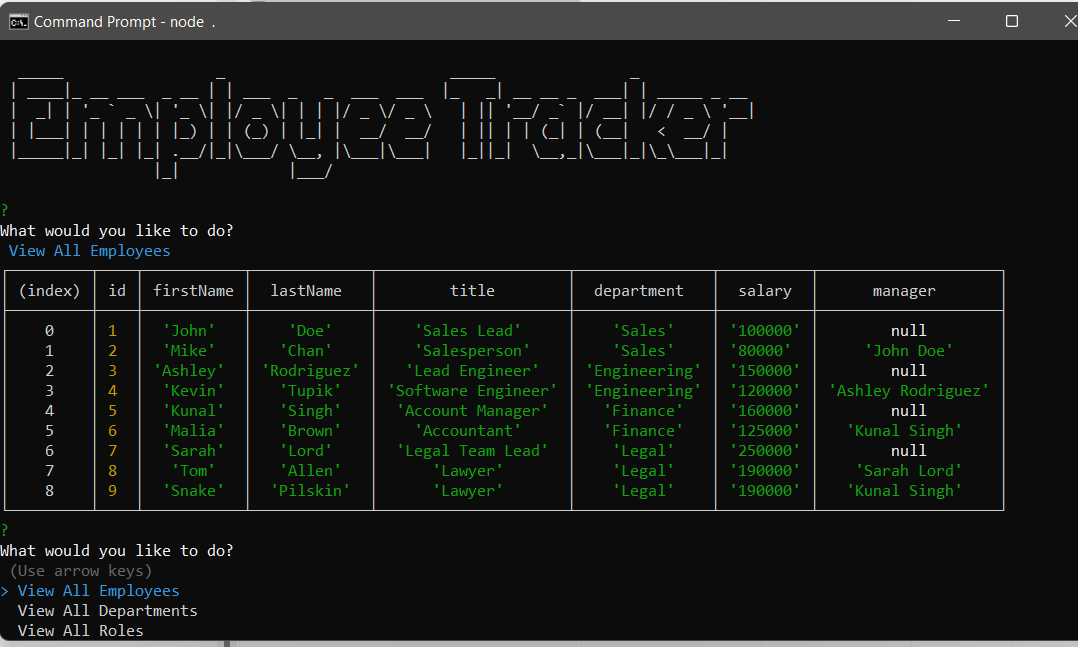 Command Prompt - node .
Employee Tracker
?
What would you like to do?
View All Employees
(index) id firstName lastName title department salary manager
0 1 'John' 'Doe' 'Sales Lead' 'Sales' '100000' null
1 2 'Mike' 'Chan' 'Salesperson' 'Sales' '80000' 'John Doe'
2 3 'Ashley' 'Rodriguez' 'Lead Engineer' 'Engineering' '150000' null
3 4 'Kevin' 'Tupik' 'Software Engineer' 'Engineering' '120000' 'Ashley Rodriguez'
4 5 'Kunal' 'Singh' 'Account Manager' 'Finance' '160000' null
5 6 'Malia' 'Brown' 'Accountant' 'Finance' '125000' 'Kunal Singh'
6 7 'Sarah' 'Lord' 'Legal Team Lead' 'Legal' '250000' null
7 8 'Tom' 'Allen' 'Lawyer' 'Legal' '190000' 'Sarah Lord'
8 9 'Snake' 'Pilskin' 'Lawyer' 'Legal' '190000' 'Kunal Singh'
?
What would you like to do?
(Use arrow keys)
> View All Employees
View All Departments
View All Roles